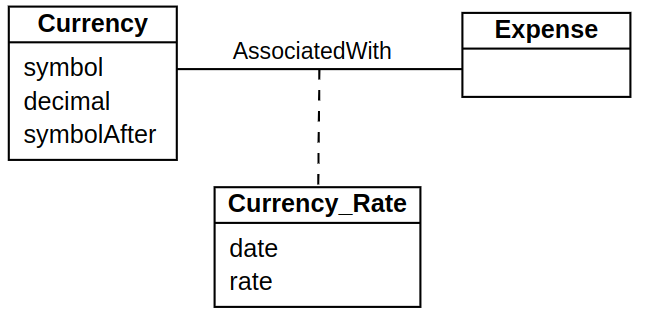 Currency
symbol
decimal
symbolAfter
AssociatedWith
Expense
Currency_Rate
date
rate